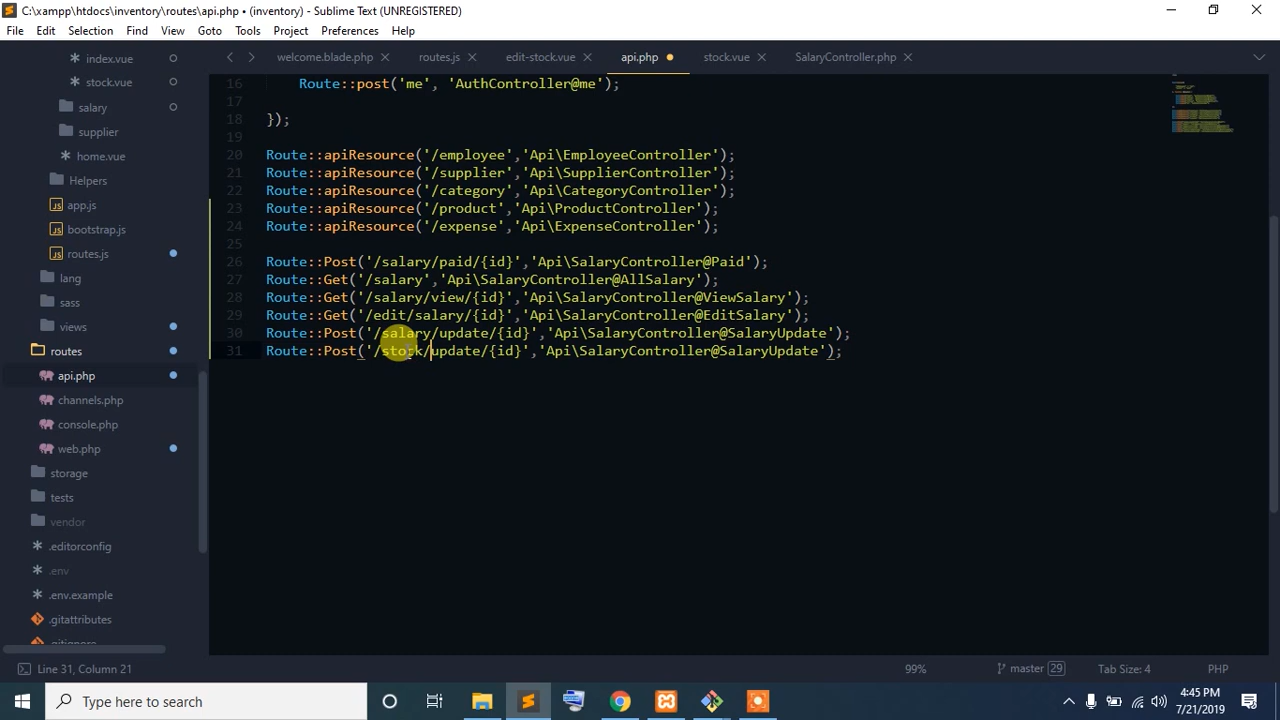 C:\xampp\htdocs\inventory\routes\api.php • (inventory) - Sublime Text (UNREGISTERED)
File Edit Selection Find View Goto Tools Project Preferences Help
index.vue
stock.vue
salary
supplier
home.vue
Helpers
app.js
bootstrap.js
routes.js
lang
sass
views
routes
api.php
channels.php
console.php
web.php
storage
tests
vendor
.editorconfig
.env
.env.example
.gitattributes
.gitignore
welcome.blade.php routes.js edit-stock.vue api.php stock.vue SalaryController.php
16 Route::post('me', 'AuthController@me');
17
18 });
19
20 Route::apiResource('/employee','Api\EmployeeController');
21 Route::apiResource('/supplier','Api\SupplierController');
22 Route::apiResource('/category','Api\CategoryController');
23 Route::apiResource('/product','Api\ProductController');
24 Route::apiResource('/expense','Api\ExpenseController');
25
26 Route::Post('/salary/paid/{id}','Api\SalaryController@Paid');
27 Route::Get('/salary','Api\SalaryController@AllSalary');
28 Route::Get('/salary/view/{id}','Api\SalaryController@ViewSalary');
29 Route::Get('/edit/salary/{id}','Api\SalaryController@EditSalary');
30 Route::Post('/salary/update/{id}','Api\SalaryController@SalaryUpdate');
31 Route::Post('/stock/update/{id}','Api\SalaryController@SalaryUpdate');
Line 31, Column 21
99% master 29 Tab Size: 4 PHP
Type here to search
4:45 PM
7/21/2019